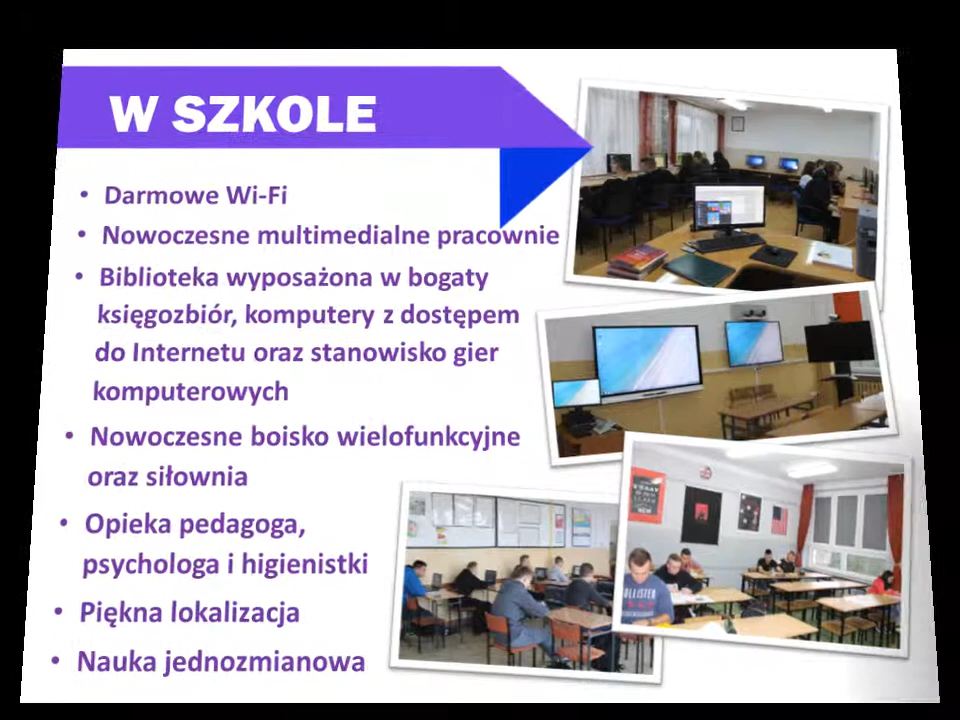 W SZKOLE
• Darmowe Wi-Fi
• Nowoczesne multimedialne pracownie
• Biblioteka wyposażona w bogaty
księgozbiór, komputery z dostępem
do Internetu oraz stanowisko gier
komputerowych
• Nowoczesne boisko wielofunkcyjne
oraz siłownia
• Opieka pedagoga,
psychologa i higienistki
• Piękna lokalizacja
• Nauka jednozmianowa
HOLLISTER